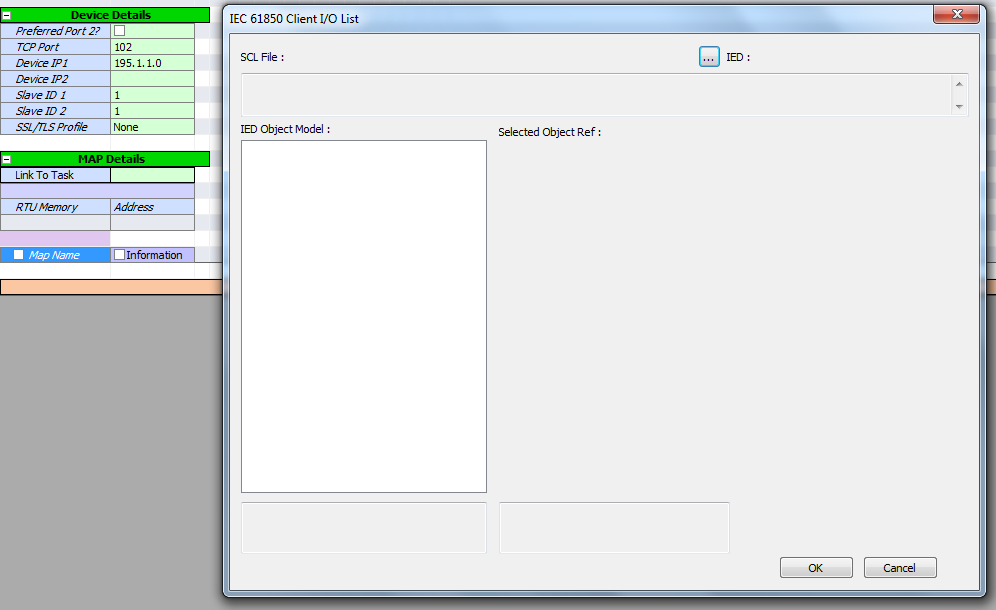 Device Details
Preferred Port 2?
TCP Port 102
Device IP1 195.1.1.0
Device IP2
Slave ID 1 1
Slave ID 2 1
SSL/TLS Profile None
MAP Details
Link To Task
RTU Memory Address
Map Name Information
IEC 61850 Client I/O List
SCL File : ... IED :
IED Object Model : Selected Object Ref :
OK Cancel